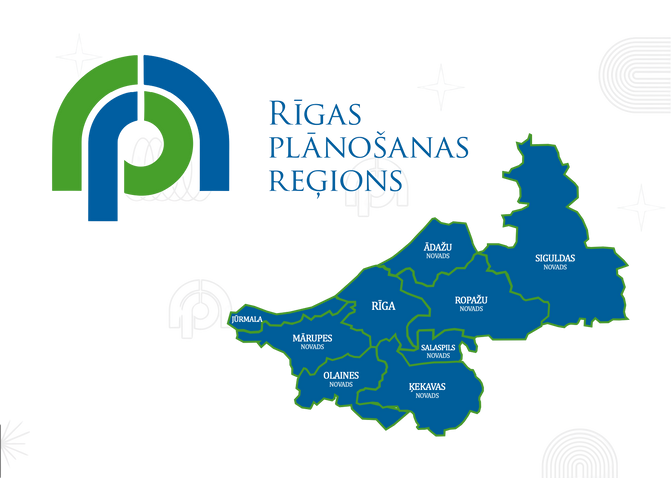 RĪGAS
PLĀNOŠANAS
REĢIONS
ĀDAŽU
NOVADS
SIGULDAS
NOVADS
RĪGA
ROPAŽU
NOVADS
JŪRMALA
MĀRUPES
NOVADS
SALASPILS
NOVADS
OLAINES
NOVADS
ĶEKAVAS
NOVADS